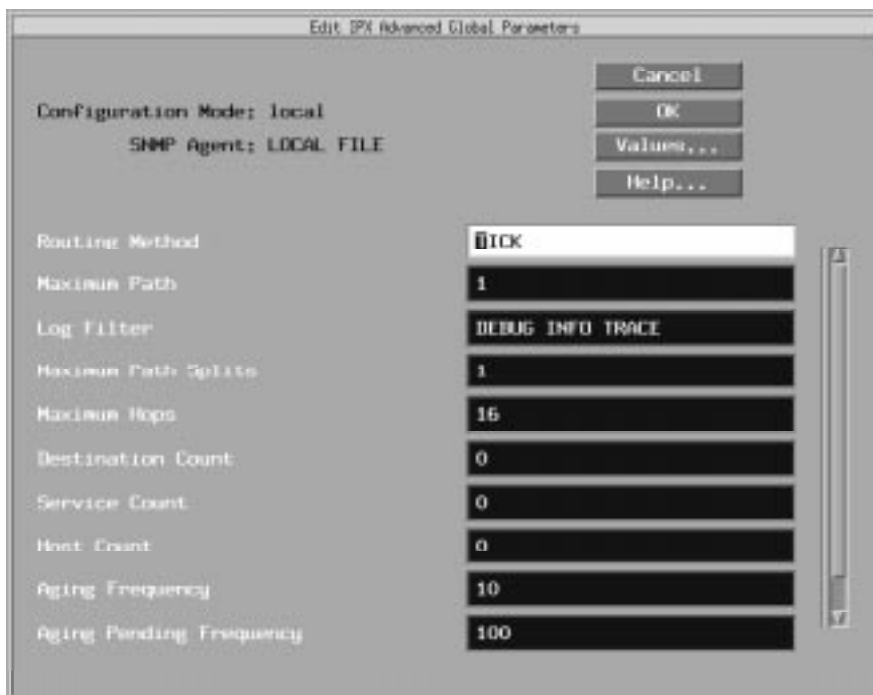 Edit IPX Advanced Global Parameters
Cancel
Configuration Mode: local
OK
SNMP Agent: LOCAL FILE
Values...
Help...
Routing Method
TICK
Maximum Path
1
Log Filter
DEBUG INFO TRACE
Maximum Path Splits
1
Maximum Hops
16
Destination Count
0
Service Count
0
Host Count
0
Aging Frequency
10
Aging Pending Frequency
100